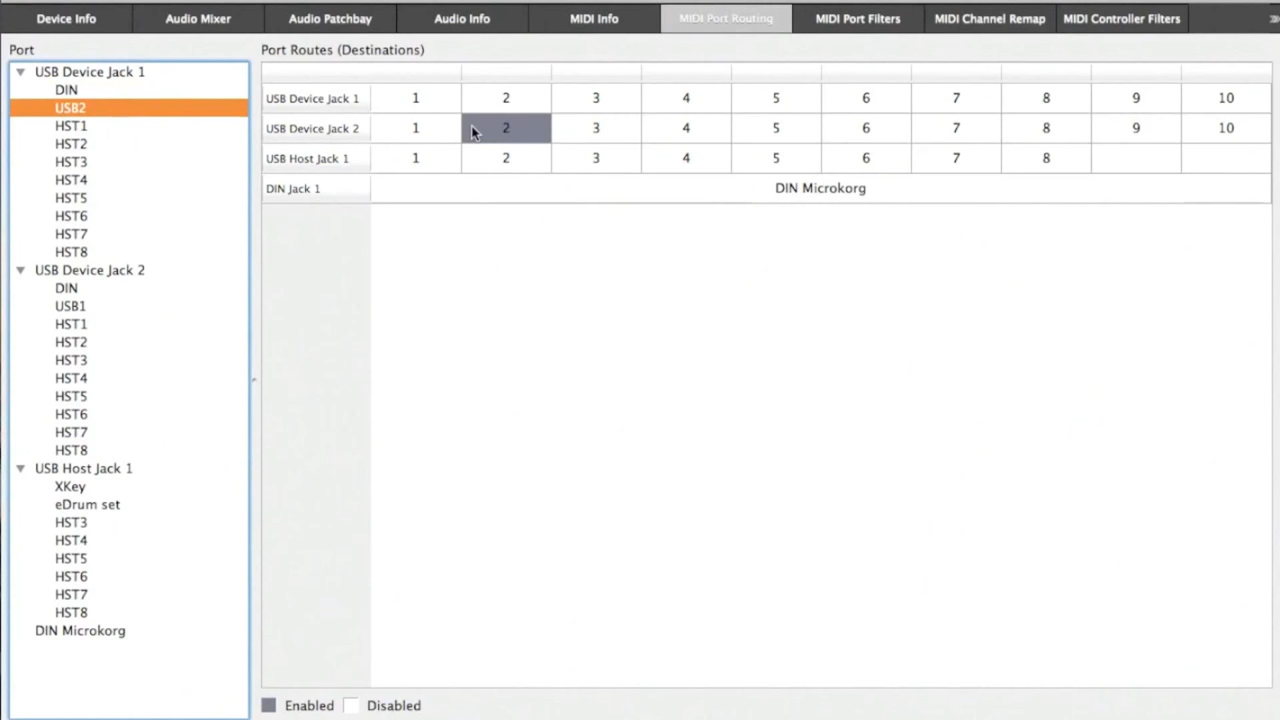 Device Info Audio Mixer Audio Patchbay Audio Info MIDI Info MIDI Port Routing MIDI Port Filters MIDI Channel Remap MIDI Controller Filters
Port
USB Device Jack 1
DIN
USB2
HST1
HST2
HST3
HST4
HST5
HST6
HST7
HST8
USB Device Jack 2
DIN
USB1
HST1
HST2
HST3
HST4
HST5
HST6
HST7
HST8
USB Host Jack 1
XKey
eDrum set
HST3
HST4
HST5
HST6
HST7
HST8
DIN Microkorg
Port Routes (Destinations)
USB Device Jack 1 1 2 3 4 5 6 7 8 9 10
USB Device Jack 2 1 2 3 4 5 6 7 8 9 10
USB Host Jack 1 1 2 3 4 5 6 7 8
DIN Jack 1 DIN Microkorg
Enabled Disabled